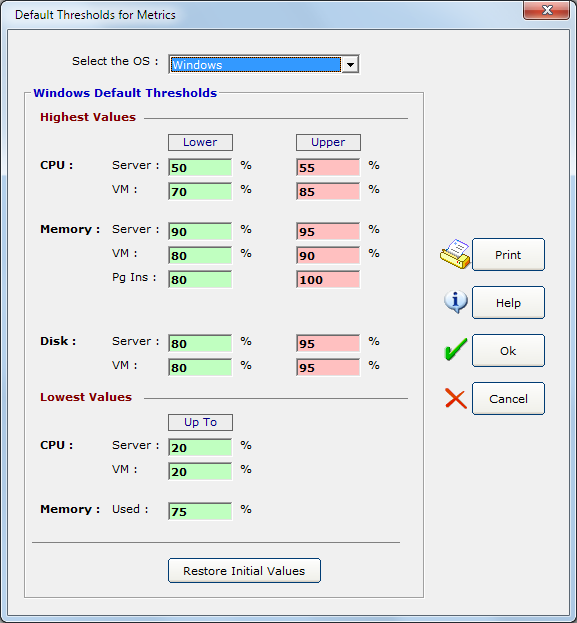 Default Thresholds for Metrics
Select the OS : Windows
Windows Default Thresholds
Highest Values
Lower Upper
CPU : Server : 50 % 55 %
VM : 70 % 85 %
Memory : Server : 90 % 95 %
VM : 80 % 90 %
Pg Ins : 80 100
Disk : Server : 80 % 95 %
VM : 80 % 95 %
Lowest Values
Up To
CPU : Server : 20 %
VM : 20 %
Memory : Used : 75 %
Restore Initial Values
Print
Help
Ok
Cancel